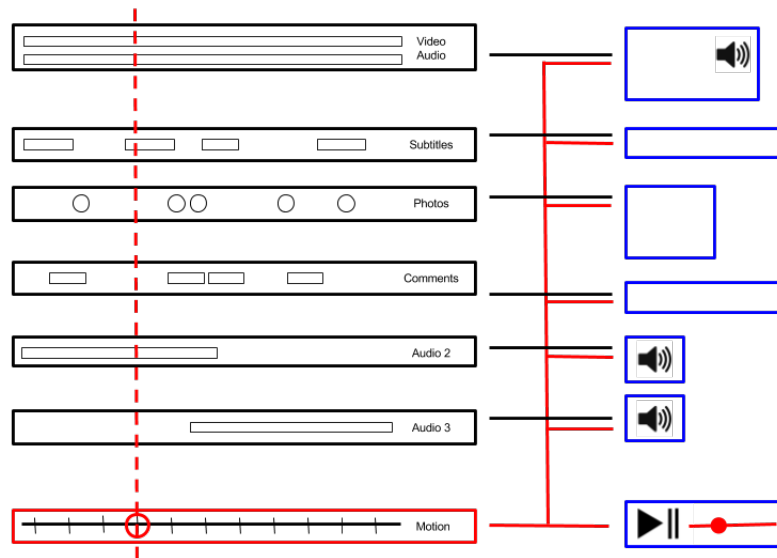 Video
Audio
Subtitles
Photos
Comments
Audio 2
Audio 3
Motion